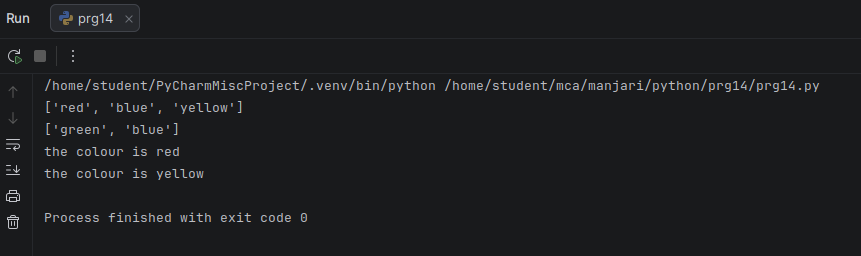 Run prg14
/home/student/PyCharmMiscProject/.venv/bin/python /home/student/mca/manjari/python/prg14/prg14.py
['red', 'blue', 'yellow']
['green', 'blue']
the colour is red
the colour is yellow
Process finished with exit code 0